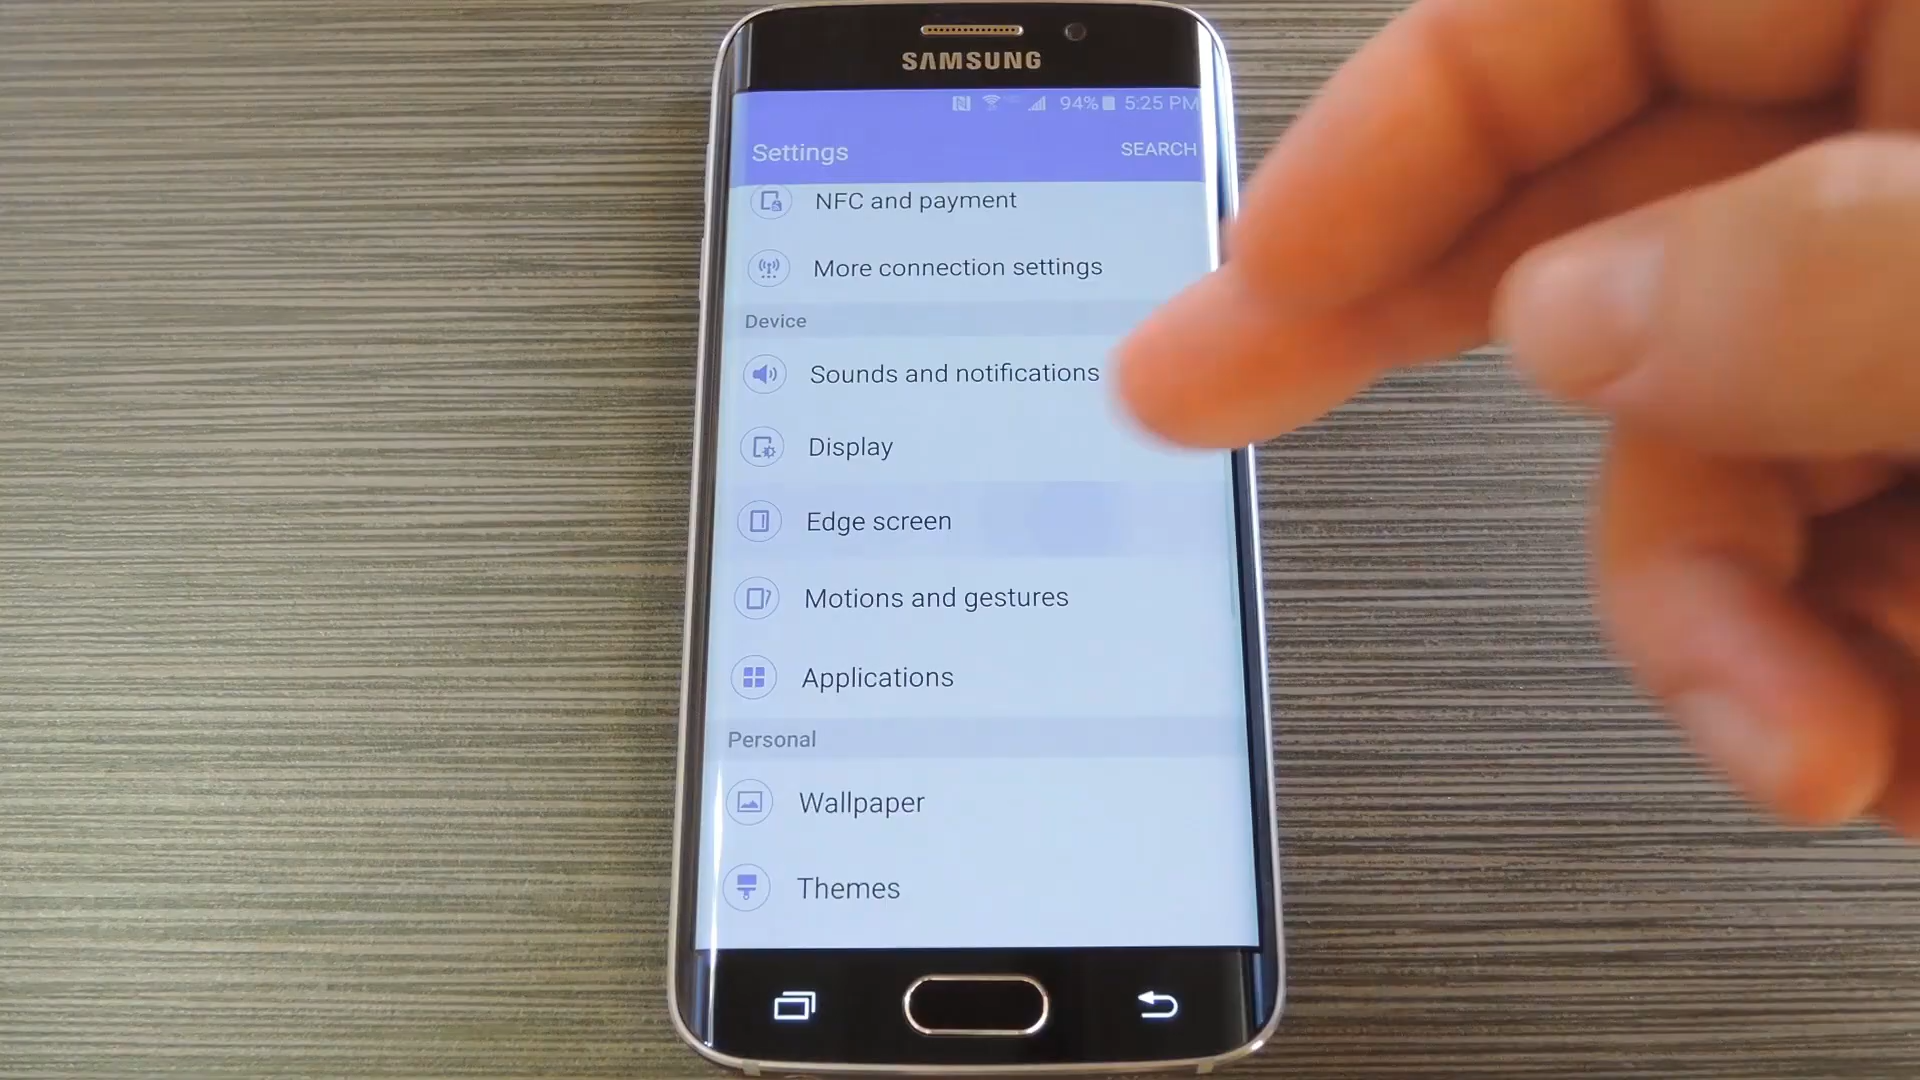 SAMSUNG
94% 5:25 PM
Settings SEARCH
NFC and payment
More connection settings
Device
Sounds and notifications
Display
Edge screen
Motions and gestures
Applications
Personal
Wallpaper
Themes